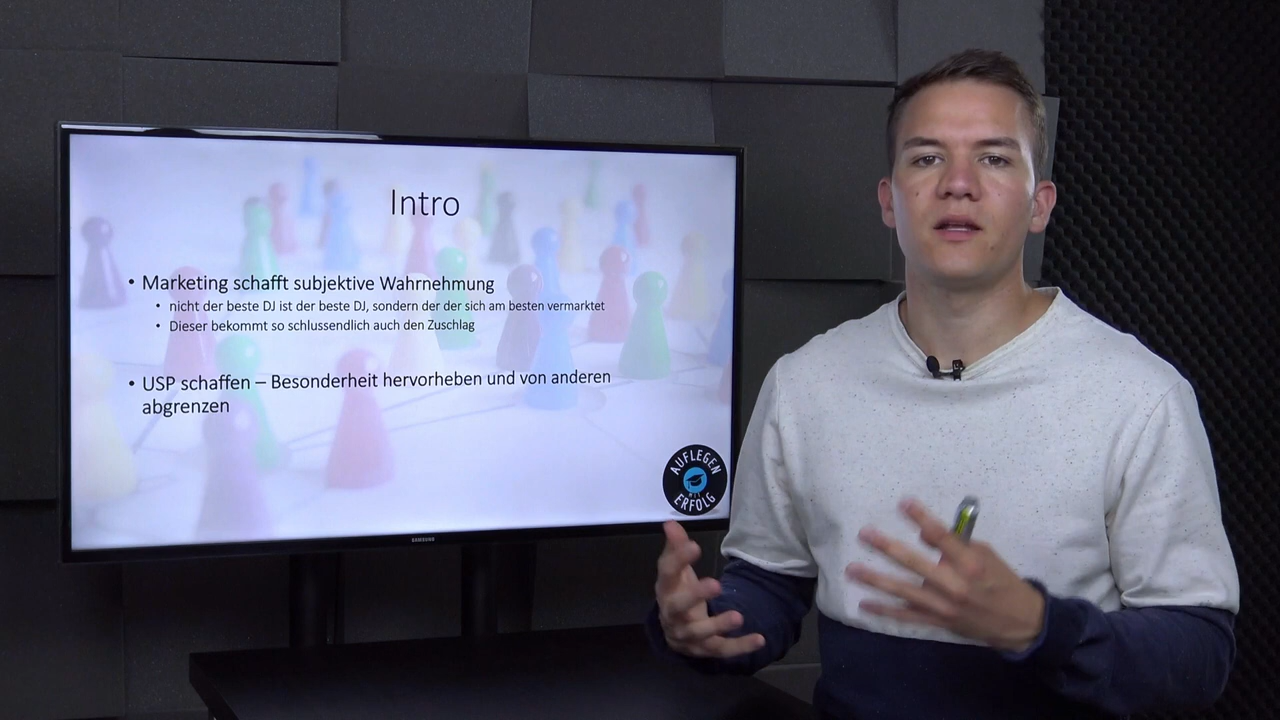 Intro
• Marketing schafft subjektive Wahrnehmung
• nicht der beste DJ ist der beste DJ, sondern der der sich am besten vermarktet
• Dieser bekommt so schlussendlich auch den Zuschlag
• USP schaffen – Besonderheit hervorheben und von anderen
abgrenzen
AUFLEGEN
MIT
ERFOLG
SAMSUNG